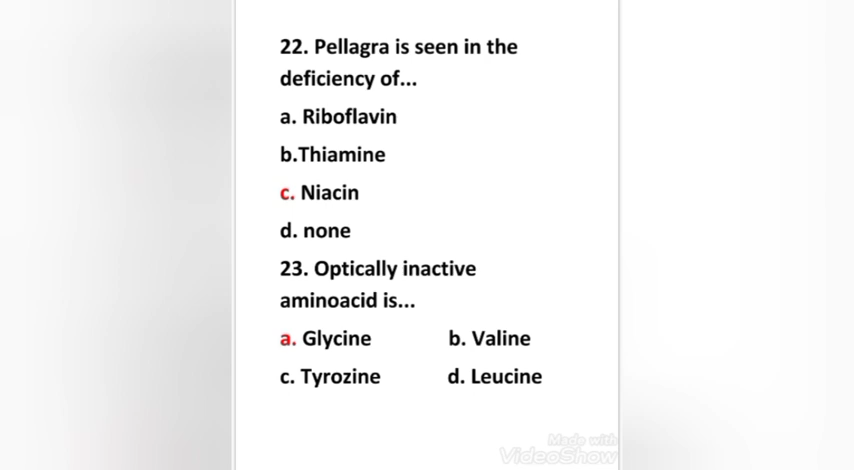 22. Pellagra is seen in the
deficiency of...
a. Riboflavin
b.Thiamine
c. Niacin
d. none
23. Optically inactive
aminoacid is...
a. Glycine b. Valine
c. Tyrozine d. Leucine
Made with
VideoShow